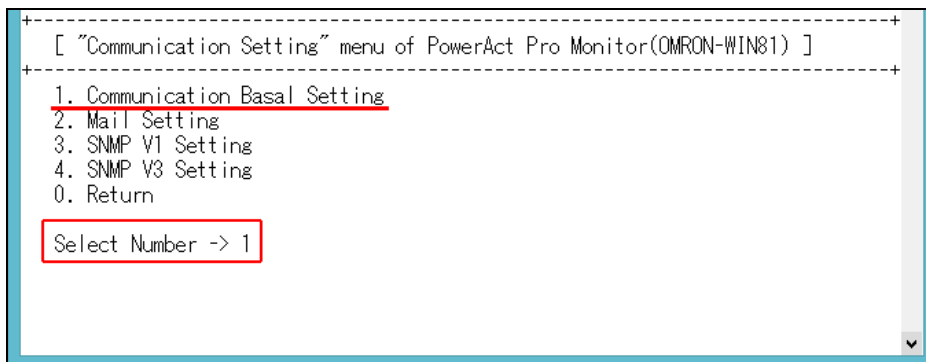 +------------------------------------------------------------------+
[ "Communication Setting" menu of PowerAct Pro Monitor(OMRON-WIN81) ]
+------------------------------------------------------------------+
1. Communication Basal Setting
2. Mail Setting
3. SNMP V1 Setting
4. SNMP V3 Setting
0. Return
Select Number -> 1